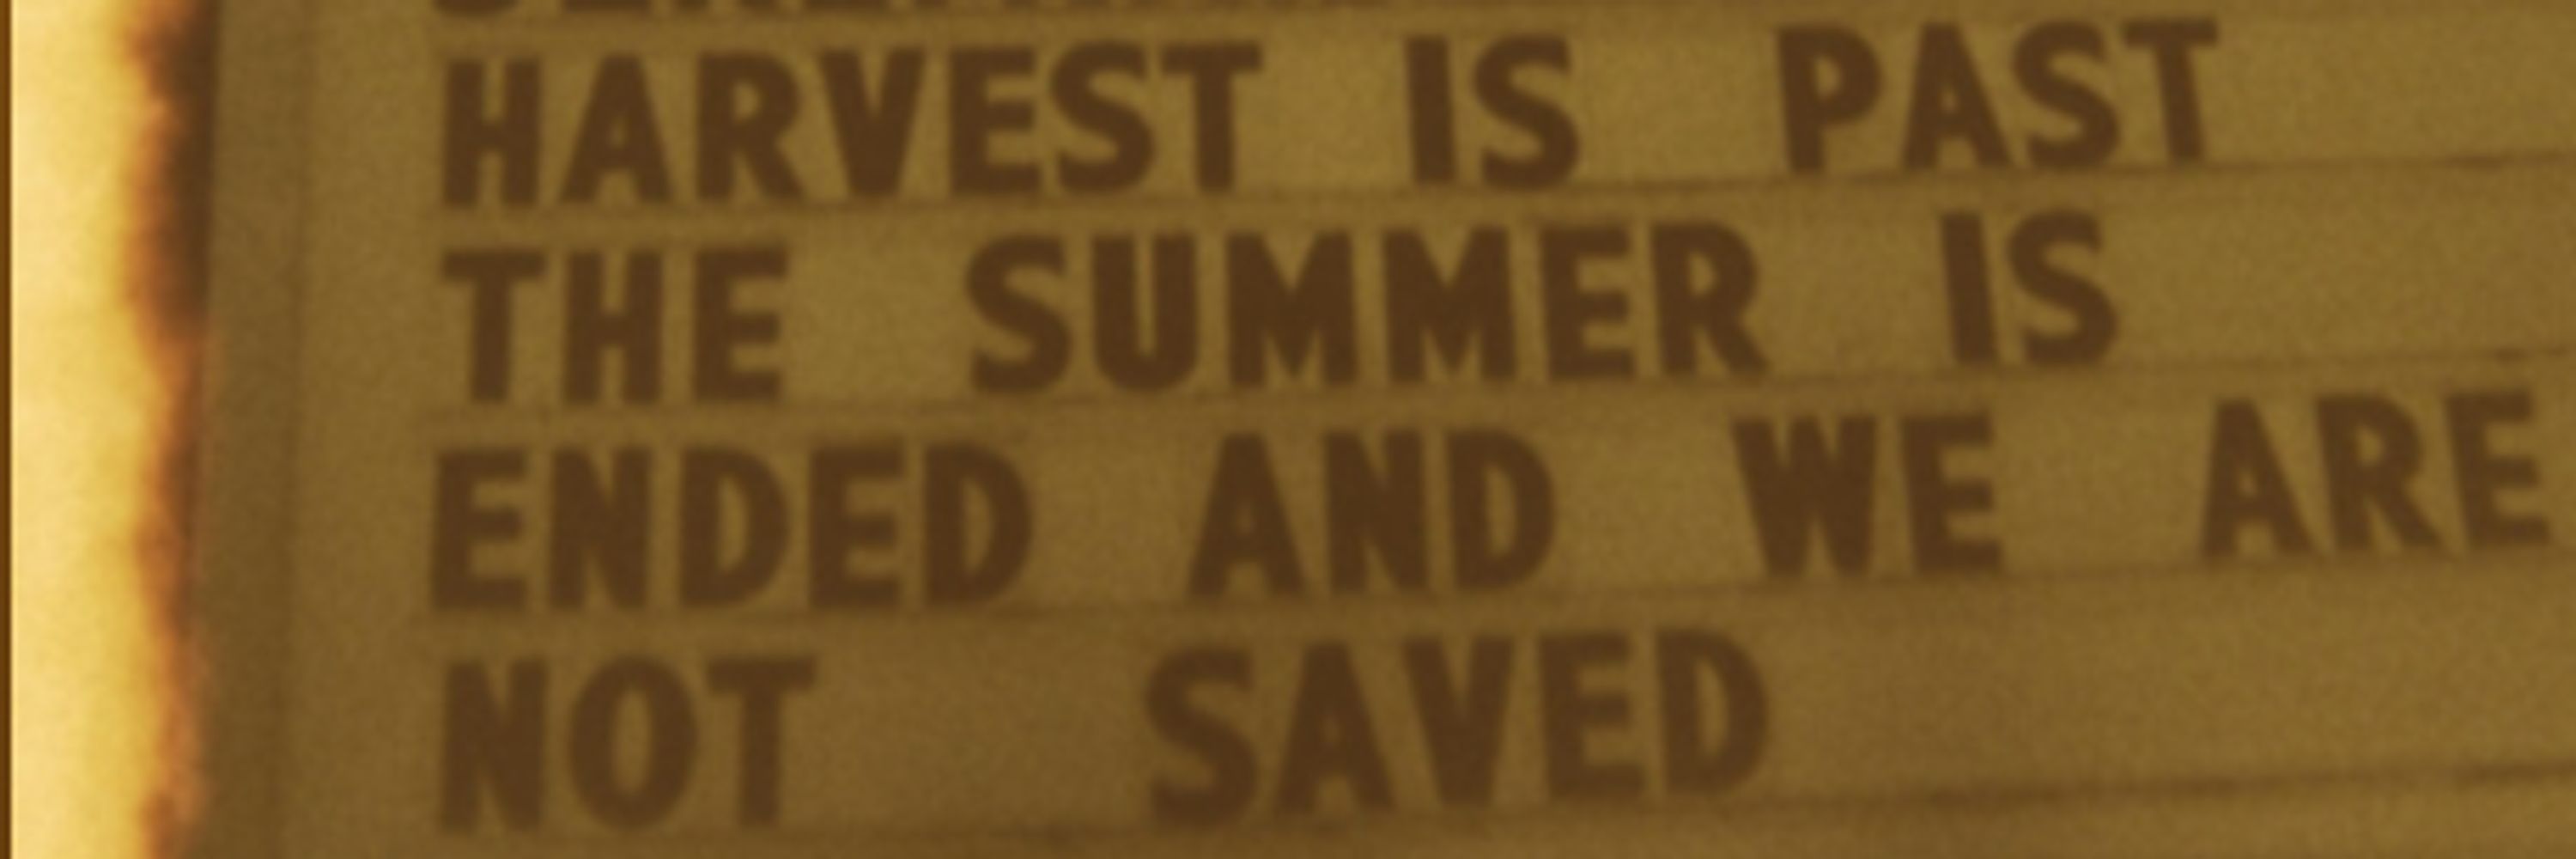 HARVEST IS PAST
THE SUMMER IS
ENDED AND WE ARE
NOT SAVED